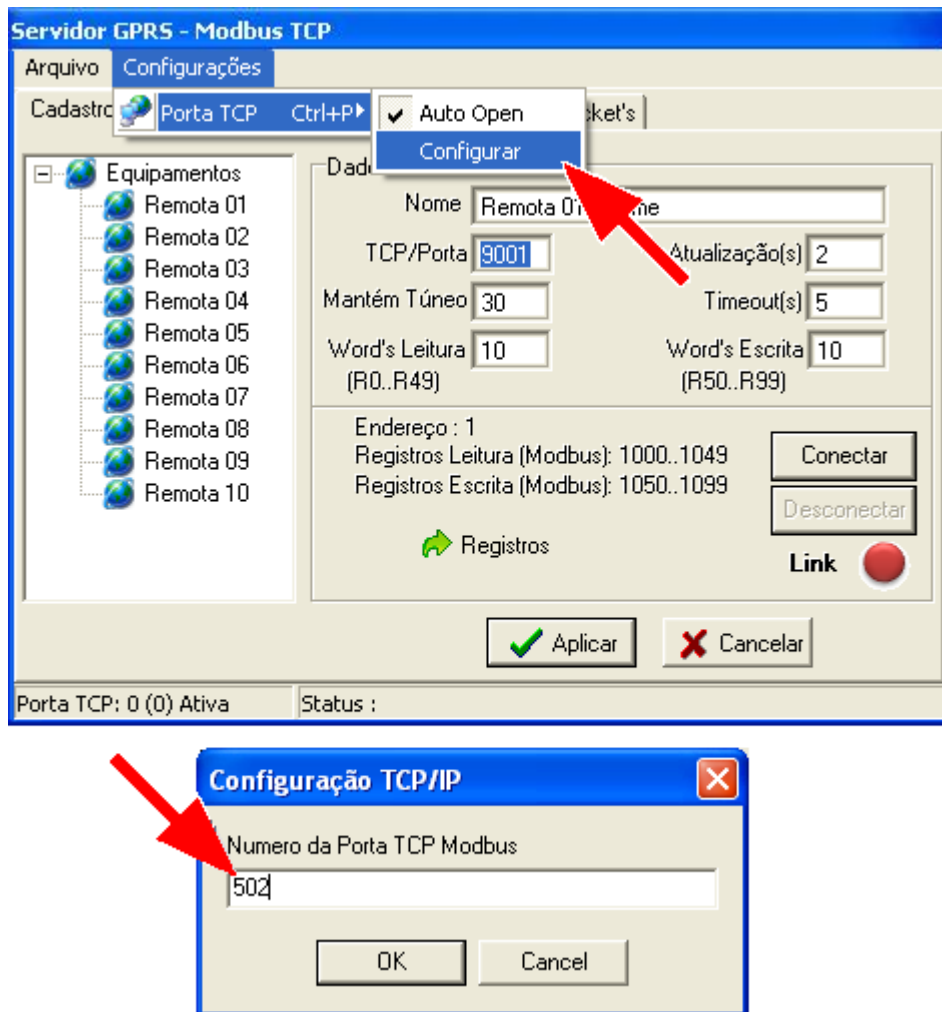 Servidor GPRS - Modbus TCP
Arquivo Configurações
Cadastro Porta TCP Ctrl+P Auto Open ket's
Configurar
Equipamentos
Remota 01
Remota 02
Remota 03
Remota 04
Remota 05
Remota 06
Remota 07
Remota 08
Remota 09
Remota 10
Nome Remota 01
TCP/Porta 9001 Atualização(s) 2
Mantém Túneo 30 Timeout(s) 5
Word's Leitura 10 Word's Escrita 10
(R0..R49) (R50..R99)
Endereço : 1
Registros Leitura (Modbus): 1000..1049
Registros Escrita (Modbus): 1050..1099
Conectar
Desconectar
Registros
Link
Aplicar Cancelar
Porta TCP: 0 (0) Ativa Status :
Configuração TCP/IP
Numero da Porta TCP Modbus
502
OK Cancel